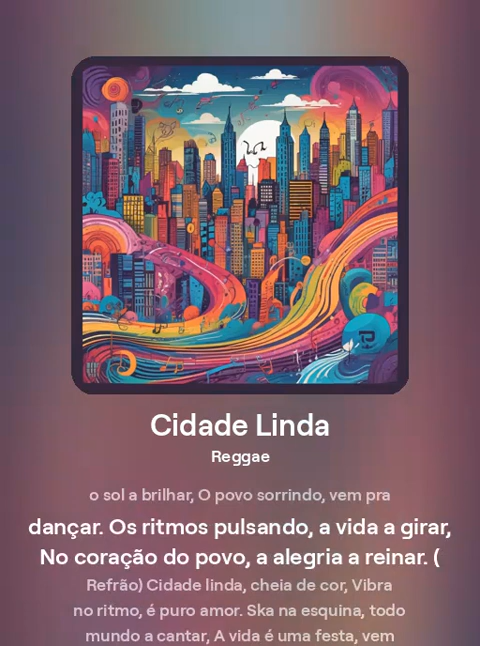 Cidade Linda
Reggae
o sol a brilhar, O povo sorrindo, vem pra
dançar. Os ritmos pulsando, a vida a girar,
No coração do povo, a alegria a reinar. (
Refrão) Cidade linda, cheia de cor, Vibra
no ritmo, é puro amor. Ska na esquina, todo
mundo a cantar, A vida é uma festa, vem